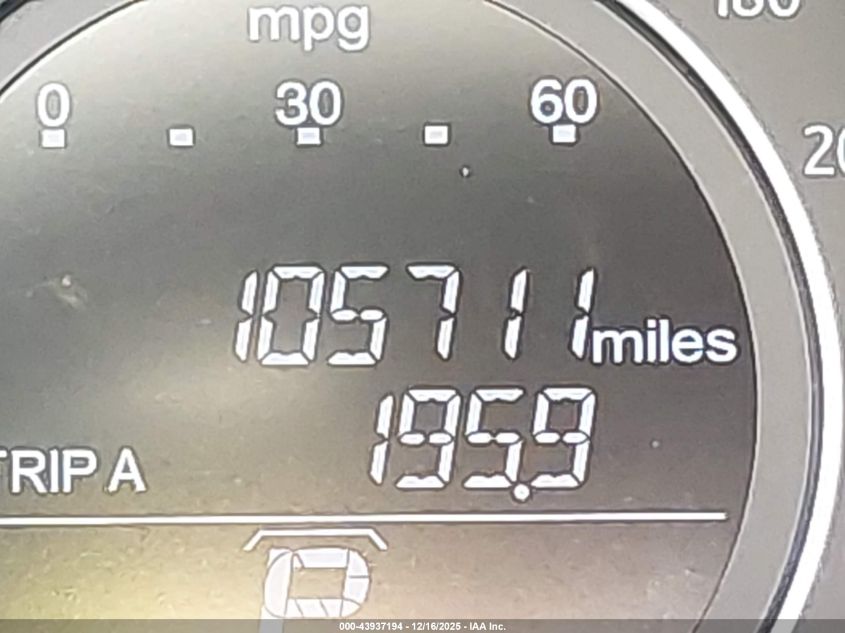 mpg
0 30 60
105711 miles
TRIP A 195.9
P
000-43937194 - 12/16/2025 - IAA Inc.